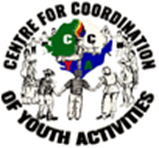 CENTRE FOR COORDINATION
C C
Y A
OF YOUTH ACTIVITIES